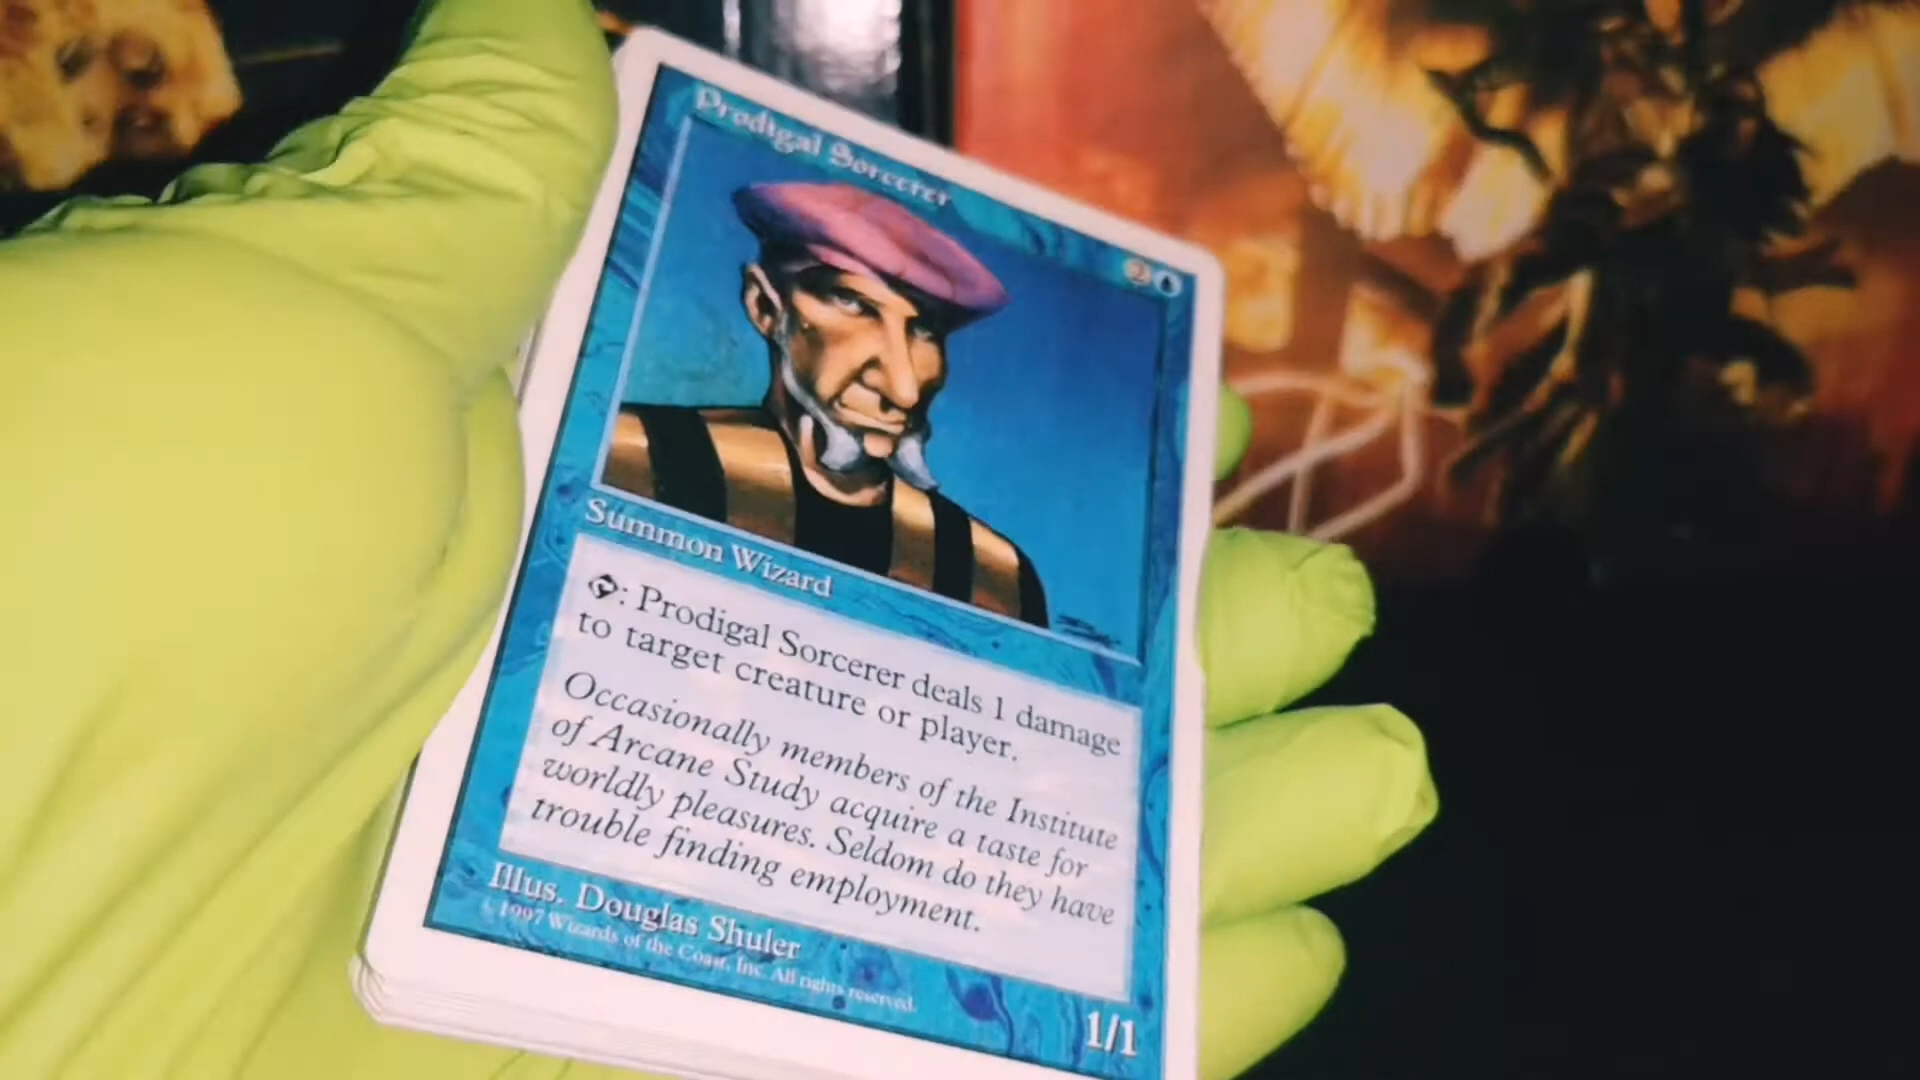 Prodigal Sorcerer
2
Summon Wizard
: Prodigal Sorcerer deals 1 damage
to target creature or player.
Occasionally members of the Institute
of Arcane Study acquire a taste for
worldly pleasures. Seldom do they have
trouble finding employment.
Illus. Douglas Shuler
© 1997 Wizards of the Coast, Inc. All rights reserved.
1/1